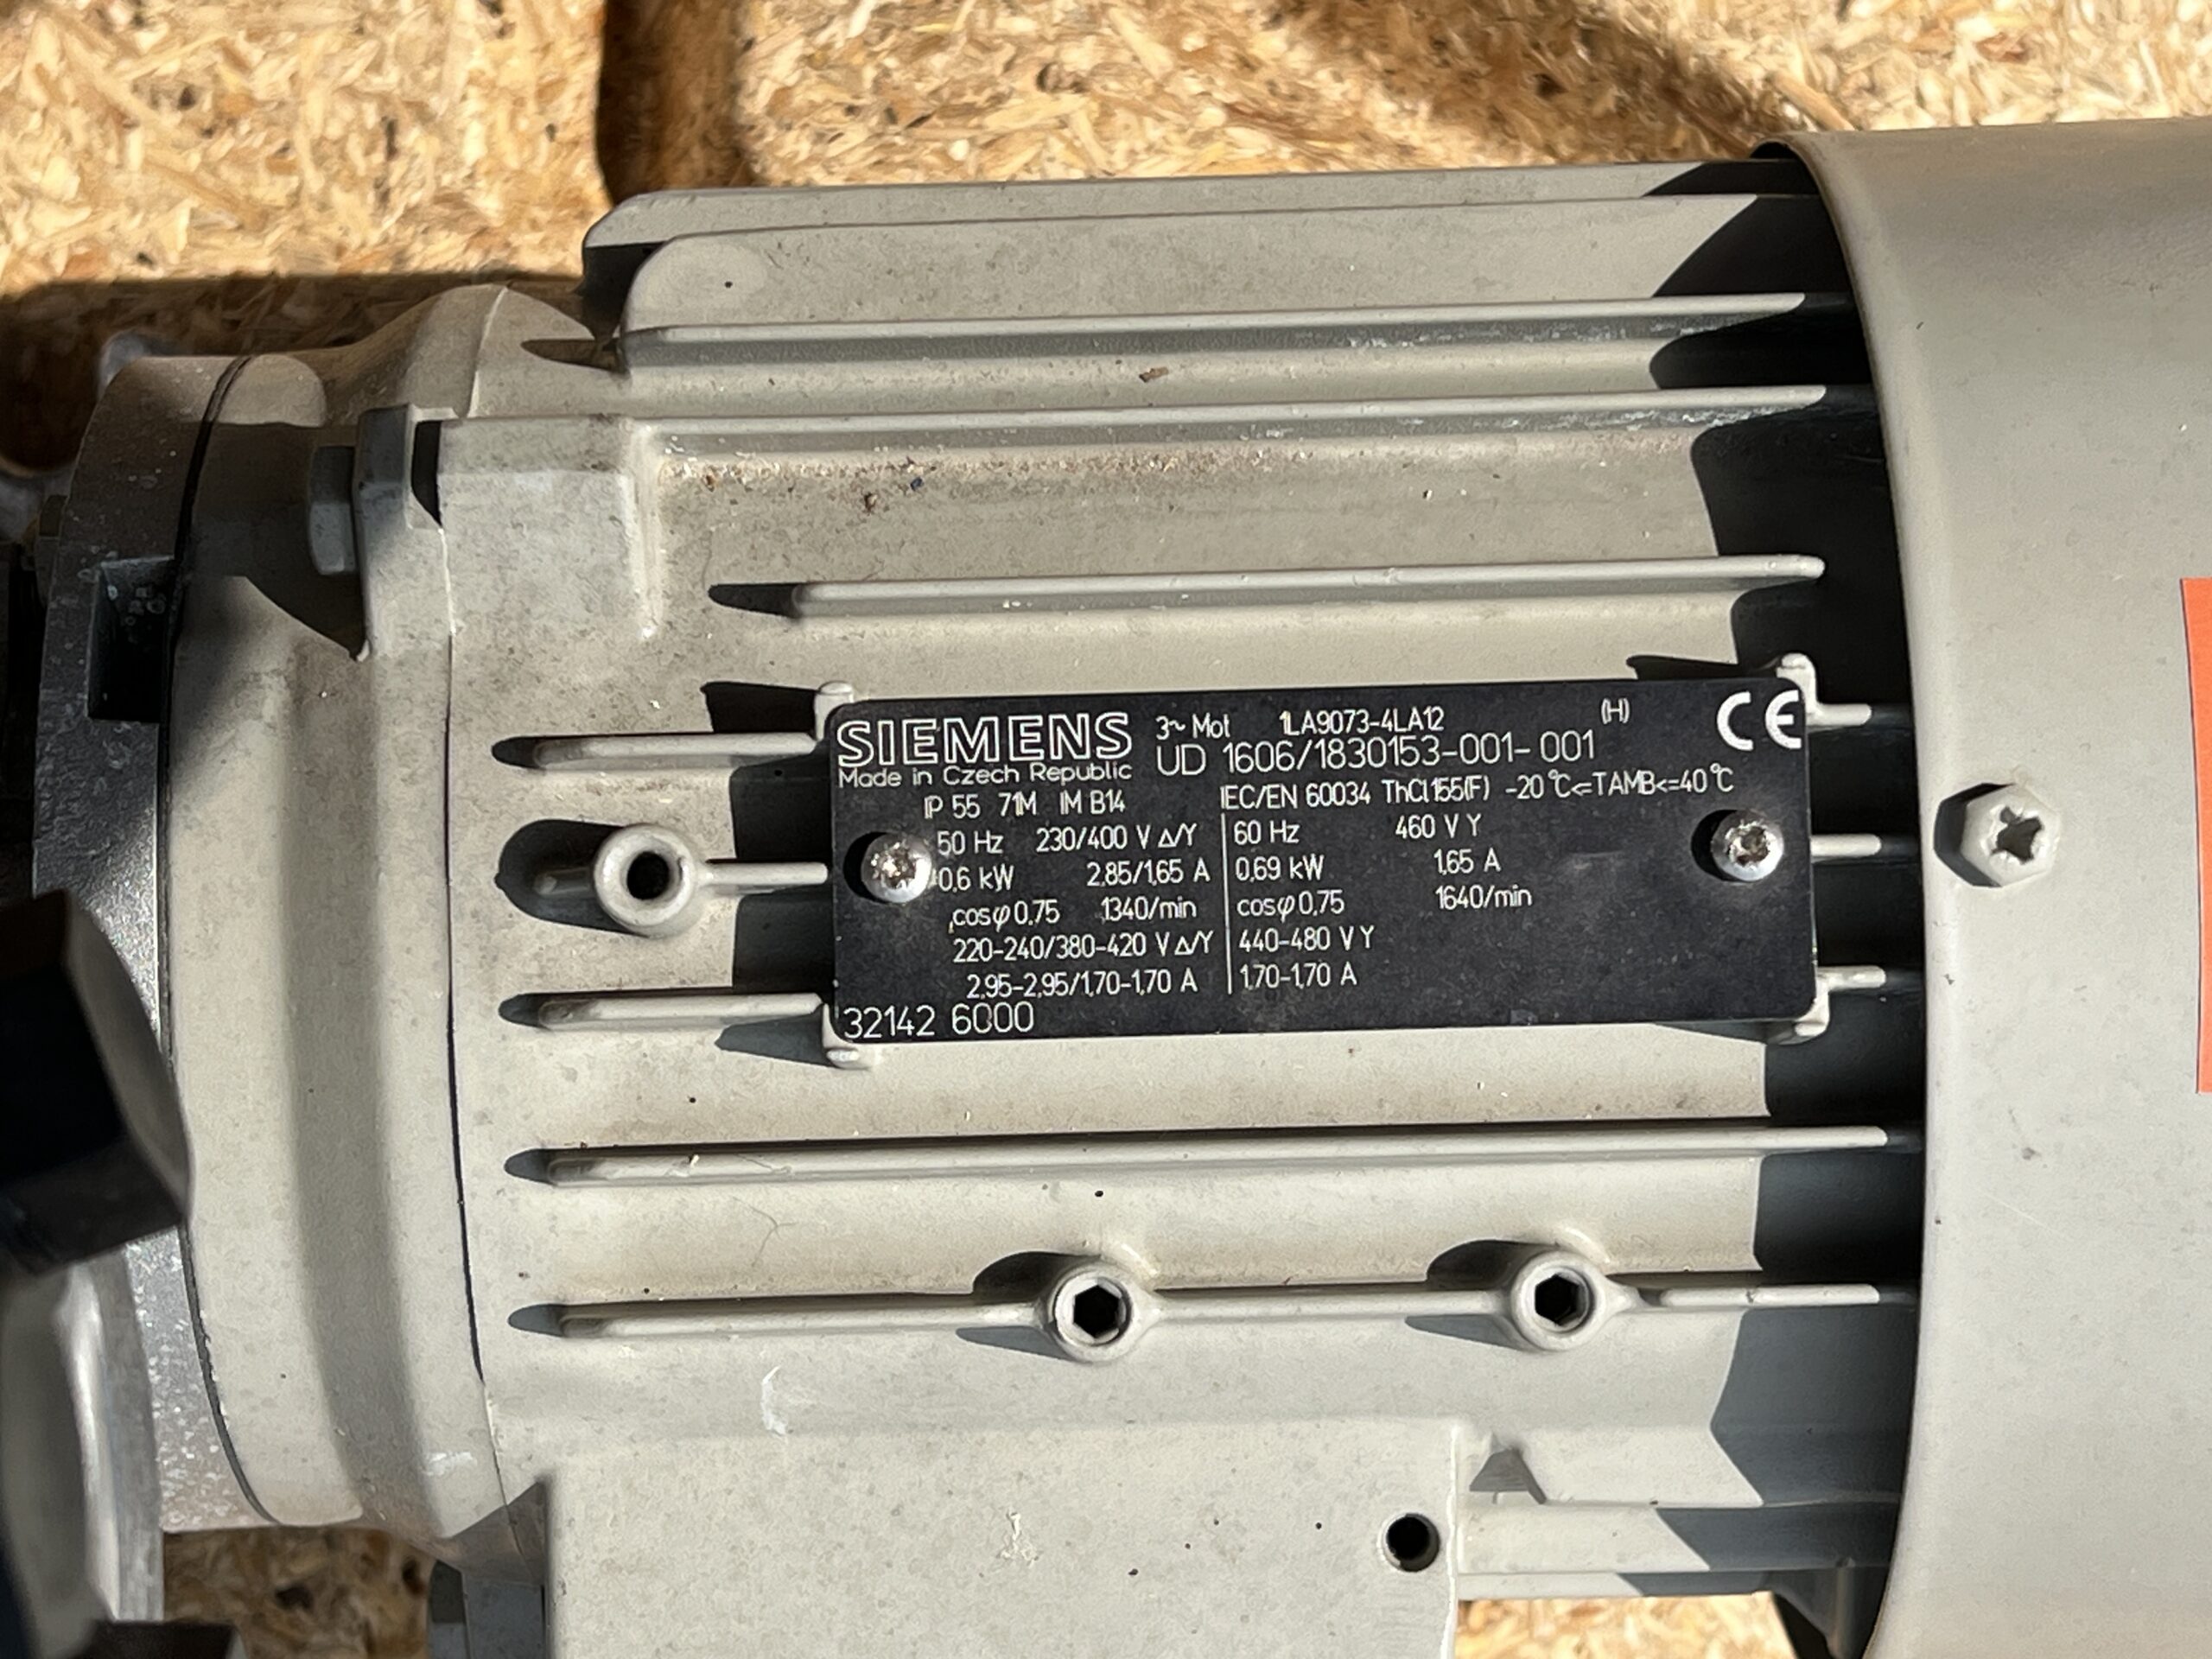 SIEMENS 3~ Mot 1LA9073-4LA12 (H) CE
Made in Czech Republic UD 1606/1830153-001-001
IP 55 71M IM B14 IEC/EN 60034 Th.Cl.155(F) -20°C<=TAMB<=40°C
50 Hz 230/400 V Δ/Y 60 Hz 460 V Y
0,6 kW 2,85/1,65 A 0,69 kW 1,65 A
cosφ 0,75 1340/min cosφ 0,75 1640/min
220-240/380-420 V Δ/Y 440-480 V Y
2,95-2,95/1,70-1,70 A 1,70-1,70 A
32142 6000